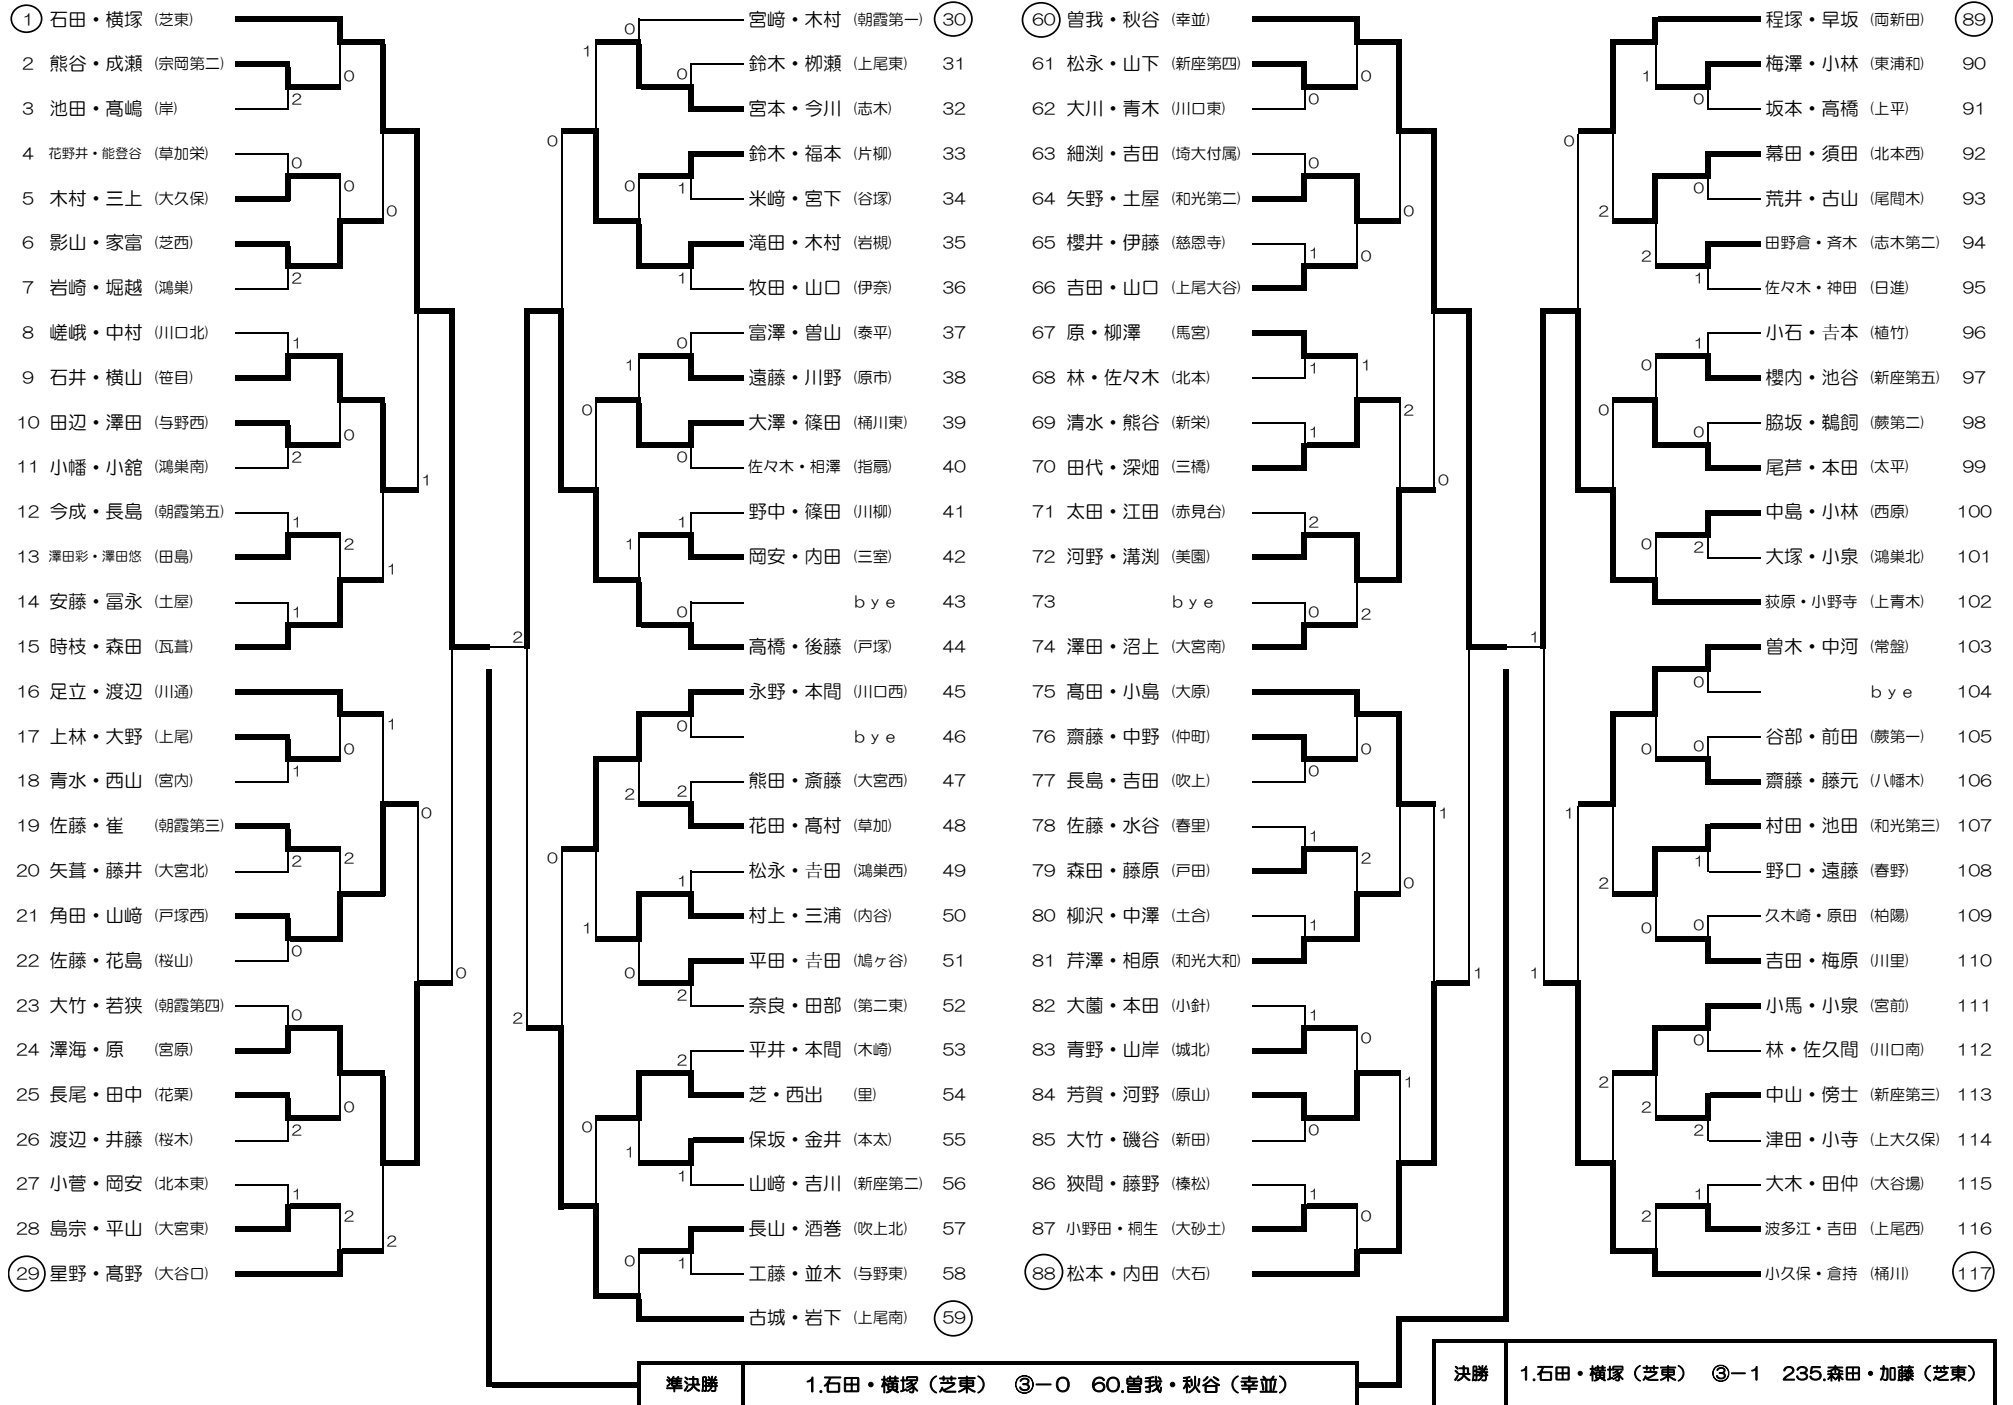 1 石田・横塚 (芝東)
2 熊谷・成瀬 (宗岡第二)
3 池田・髙嶋 (岸)
4 花野井・能登谷 (草加栄)
5 木村・三上 (大久保)
6 影山・家富 (芝西)
7 岩崎・堀越 (鴻巣)
8 嵯峨・中村 (川口北)
9 石井・横山 (笹目)
10 田辺・澤田 (与野西)
11 小幡・小舘 (鴻巣南)
12 今成・長島 (朝霞第五)
13 澤田彩・澤田悠 (田島)
14 安藤・冨永 (土屋)
15 時枝・森田 (瓦葺)
16 足立・渡辺 (川通)
17 上林・大野 (上尾)
18 青水・西山 (宮内)
19 佐藤・崔 (朝霞第三)
20 矢葺・藤井 (大宮北)
21 角田・山﨑 (戸塚西)
22 佐藤・花島 (桜山)
23 大竹・若狭 (朝霞第四)
24 澤海・原 (宮原)
25 長尾・田中 (花栗)
26 渡辺・井藤 (桜木)
27 小菅・岡安 (北本東)
28 島宗・平山 (大宮東)
29 星野・髙野 (大谷口)
宮﨑・木村 (朝霞第一) 30
鈴木・栁瀬 (上尾東) 31
宮本・今川 (志木) 32
鈴木・福本 (片柳) 33
米﨑・宮下 (谷塚) 34
滝田・木村 (岩槻) 35
牧田・山口 (伊奈) 36
富澤・曽山 (泰平) 37
遠藤・川野 (原市) 38
大澤・篠田 (桶川東) 39
佐々木・相澤 (指扇) 40
野中・篠田 (川柳) 41
岡安・内田 (三室) 42
bye 43
高橋・後藤 (戸塚) 44
永野・本間 (川口西) 45
bye 46
熊田・斎藤 (大宮西) 47
花田・髙村 (草加) 48
松永・𠮷田 (鴻巣西) 49
村上・三浦 (内谷) 50
平田・𠮷田 (鳩ヶ谷) 51
奈良・田部 (第二東) 52
平井・本間 (木崎) 53
芝・西出 (里) 54
保坂・金井 (本太) 55
山﨑・吉川 (新座第二) 56
長山・酒巻 (吹上北) 57
工藤・並木 (与野東) 58
古城・岩下 (上尾南) 59
60 曽我・秋谷 (幸並)
61 松永・山下 (新座第四)
62 大川・青木 (川口東)
63 細渕・吉田 (埼大付属)
64 矢野・土屋 (和光第二)
65 櫻井・伊藤 (慈恩寺)
66 吉田・山口 (上尾大谷)
67 原・柳澤 (馬宮)
68 林・佐々木 (北本)
69 清水・熊谷 (新栄)
70 田代・深畑 (三橋)
71 太田・江田 (赤見台)
72 河野・溝渕 (美園)
73 bye
74 澤田・沼上 (大宮南)
75 髙田・小島 (大原)
76 齋藤・中野 (仲町)
77 長島・吉田 (吹上)
78 佐藤・水谷 (春里)
79 森田・藤原 (戸田)
80 柳沢・中澤 (土合)
81 芹澤・相原 (和光大和)
82 大薗・本田 (小針)
83 青野・山岸 (城北)
84 芳賀・河野 (原山)
85 大竹・磯谷 (新田)
86 狹間・藤野 (榛松)
87 小野田・桐生 (大砂土)
88 松本・内田 (大石)
程塚・早坂 (両新田) 89
梅澤・小林 (東浦和) 90
坂本・高橋 (上平) 91
幕田・須田 (北本西) 92
荒井・古山 (尾間木) 93
田野倉・斉木 (志木第二) 94
佐々木・神田 (日進) 95
小石・𠮷本 (植竹) 96
櫻内・池谷 (新座第五) 97
脇坂・鵜飼 (蕨第二) 98
尾芦・本田 (太平) 99
中島・小林 (西原) 100
大塚・小泉 (鴻巣北) 101
荻原・小野寺 (上青木) 102
曽木・中河 (常盤) 103
bye 104
谷部・前田 (蕨第一) 105
齋藤・藤元 (八幡木) 106
村田・池田 (和光第三) 107
野口・遠藤 (春野) 108
久木崎・原田 (柏陽) 109
吉田・梅原 (川里) 110
小馬・小泉 (宮前) 111
林・佐久間 (川口南) 112
中山・傍士 (新座第三) 113
津田・小寺 (上大久保) 114
大木・田仲 (大谷場) 115
波多江・吉田 (上尾西) 116
小久保・倉持 (桶川) 117
準決勝 1.石田・横塚（芝東） ③－0 60.曽我・秋谷（幸並）
決勝 1.石田・横塚（芝東） ③－1 235.森田・加藤（芝東）